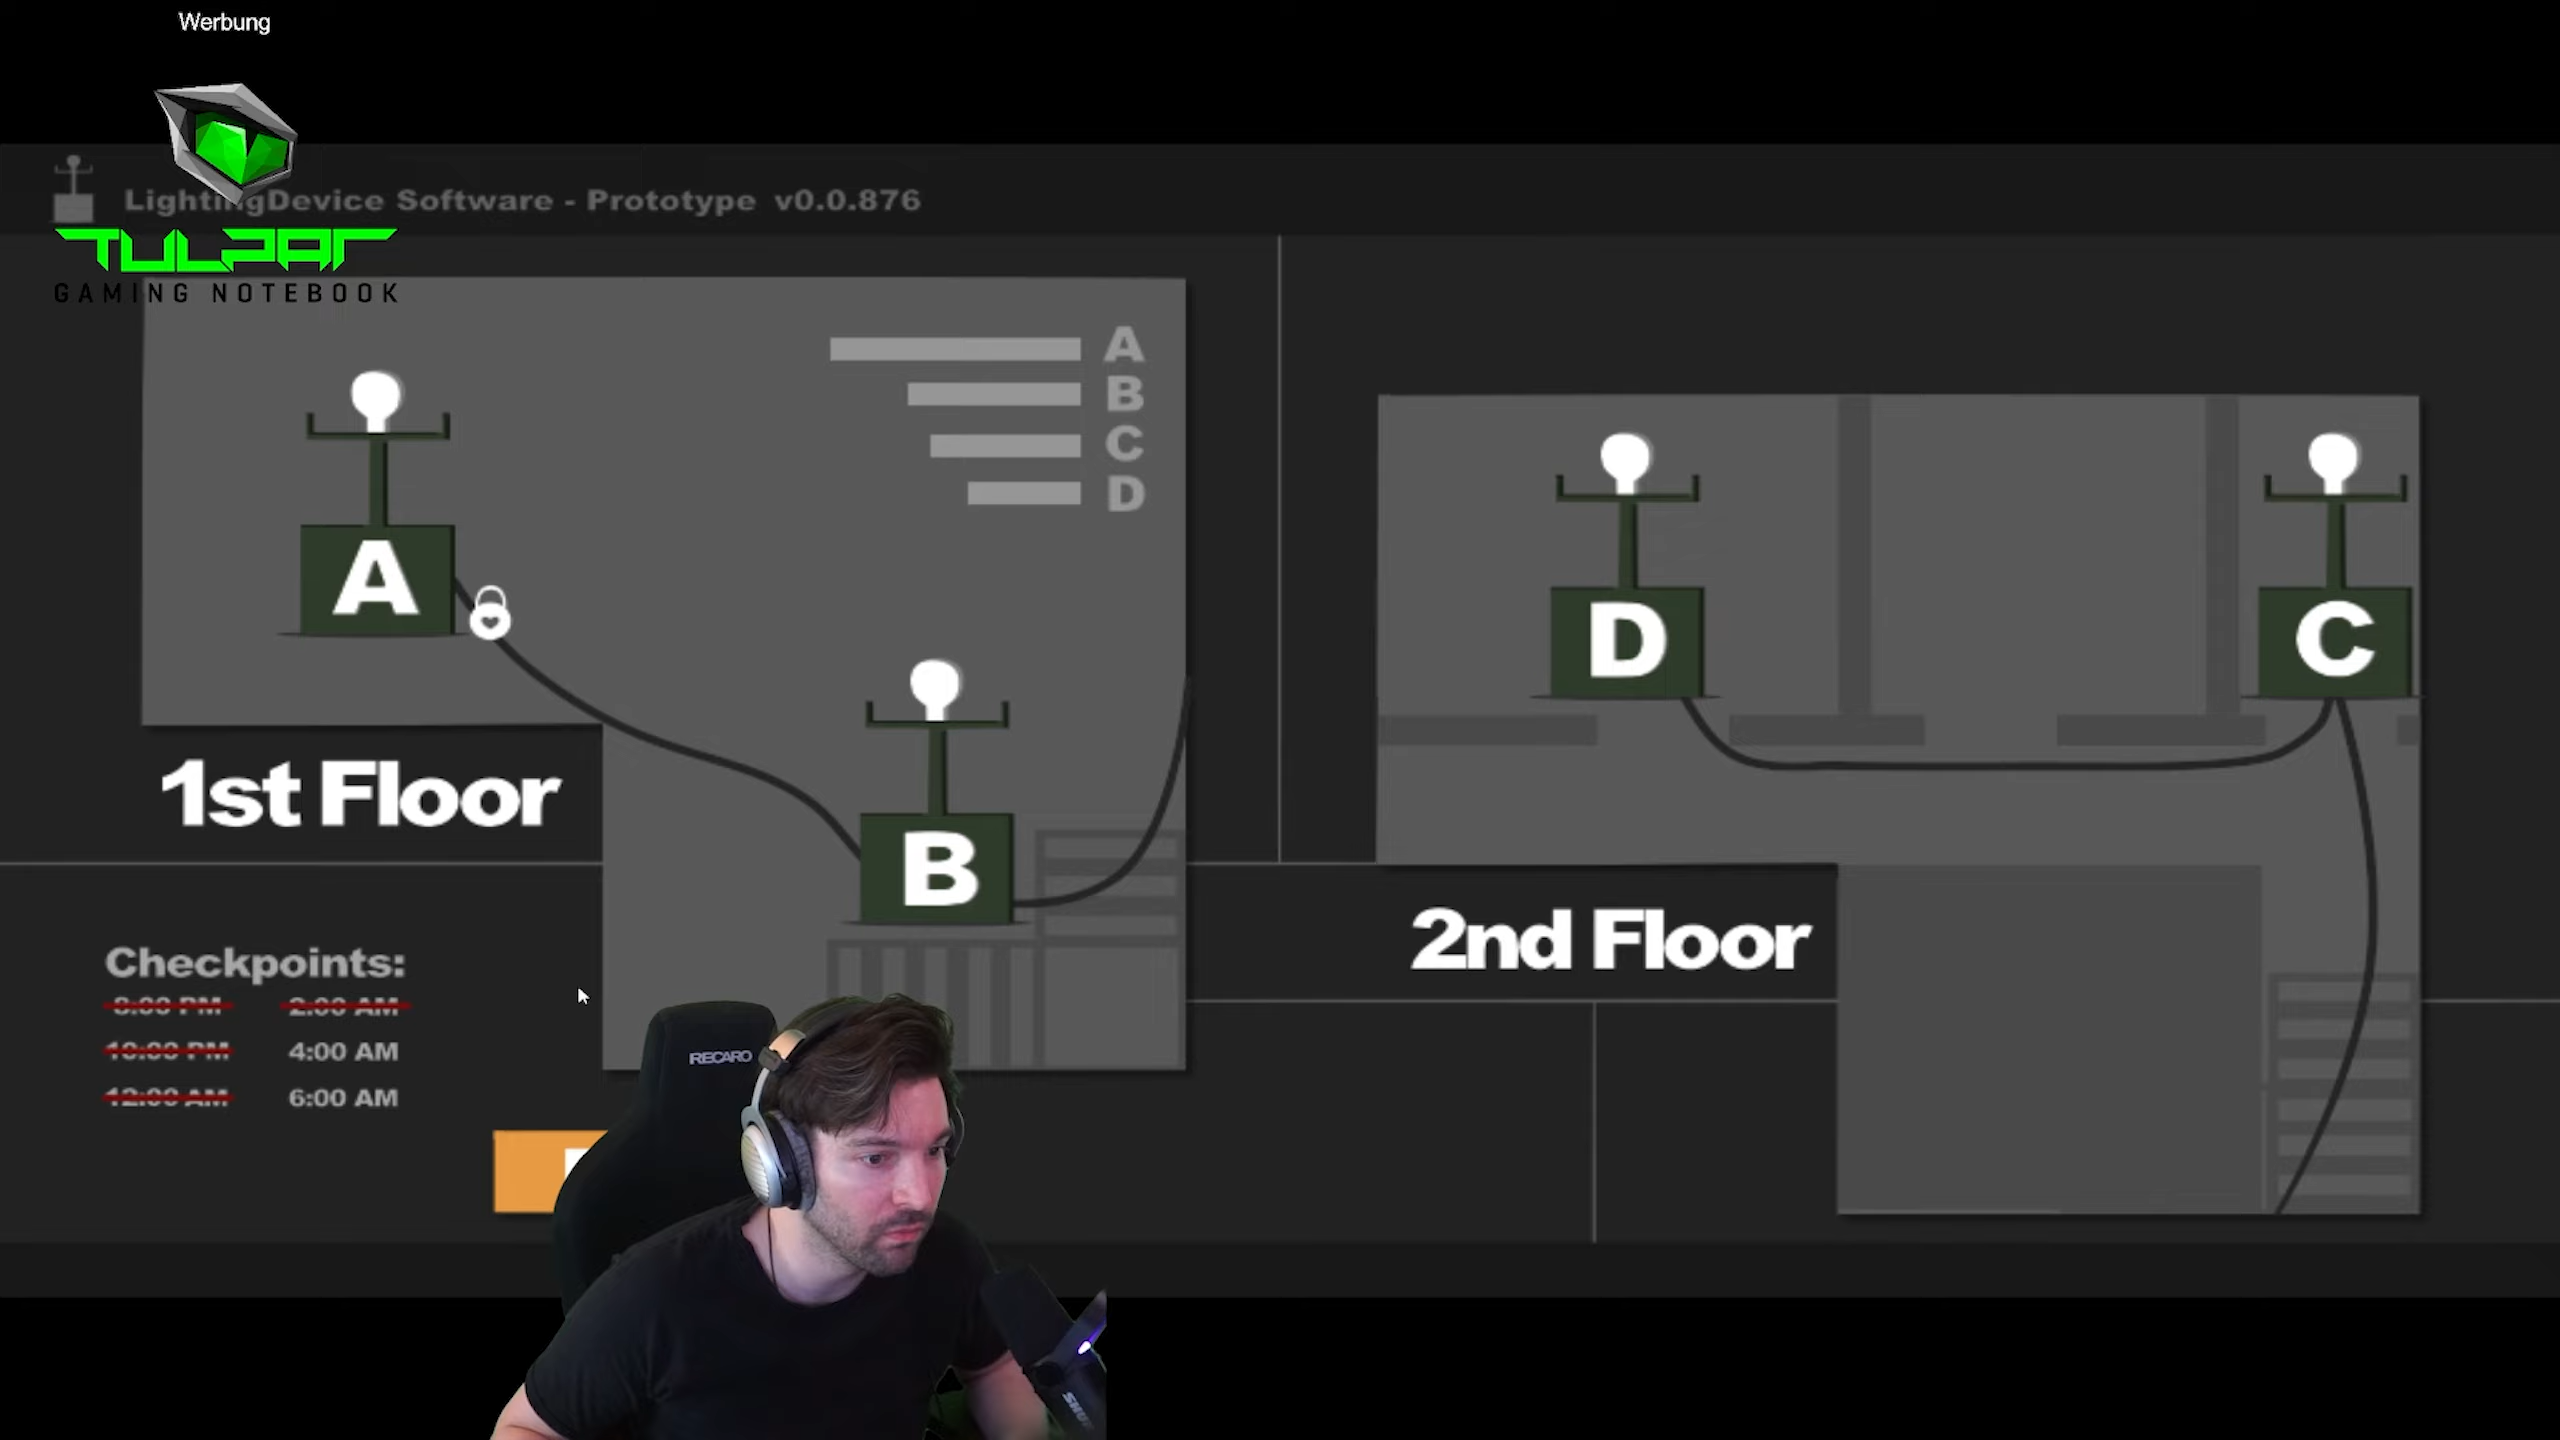 Werbung
LightingDevice Software - Prototype v0.0.876
TULPAR
GAMING NOTEBOOK
A
B
C
D
A
B
D
C
1st Floor
2nd Floor
Checkpoints:
8:00 PM 2:00 AM
10:00 PM 4:00 AM
12:00 AM 6:00 AM
RECARO